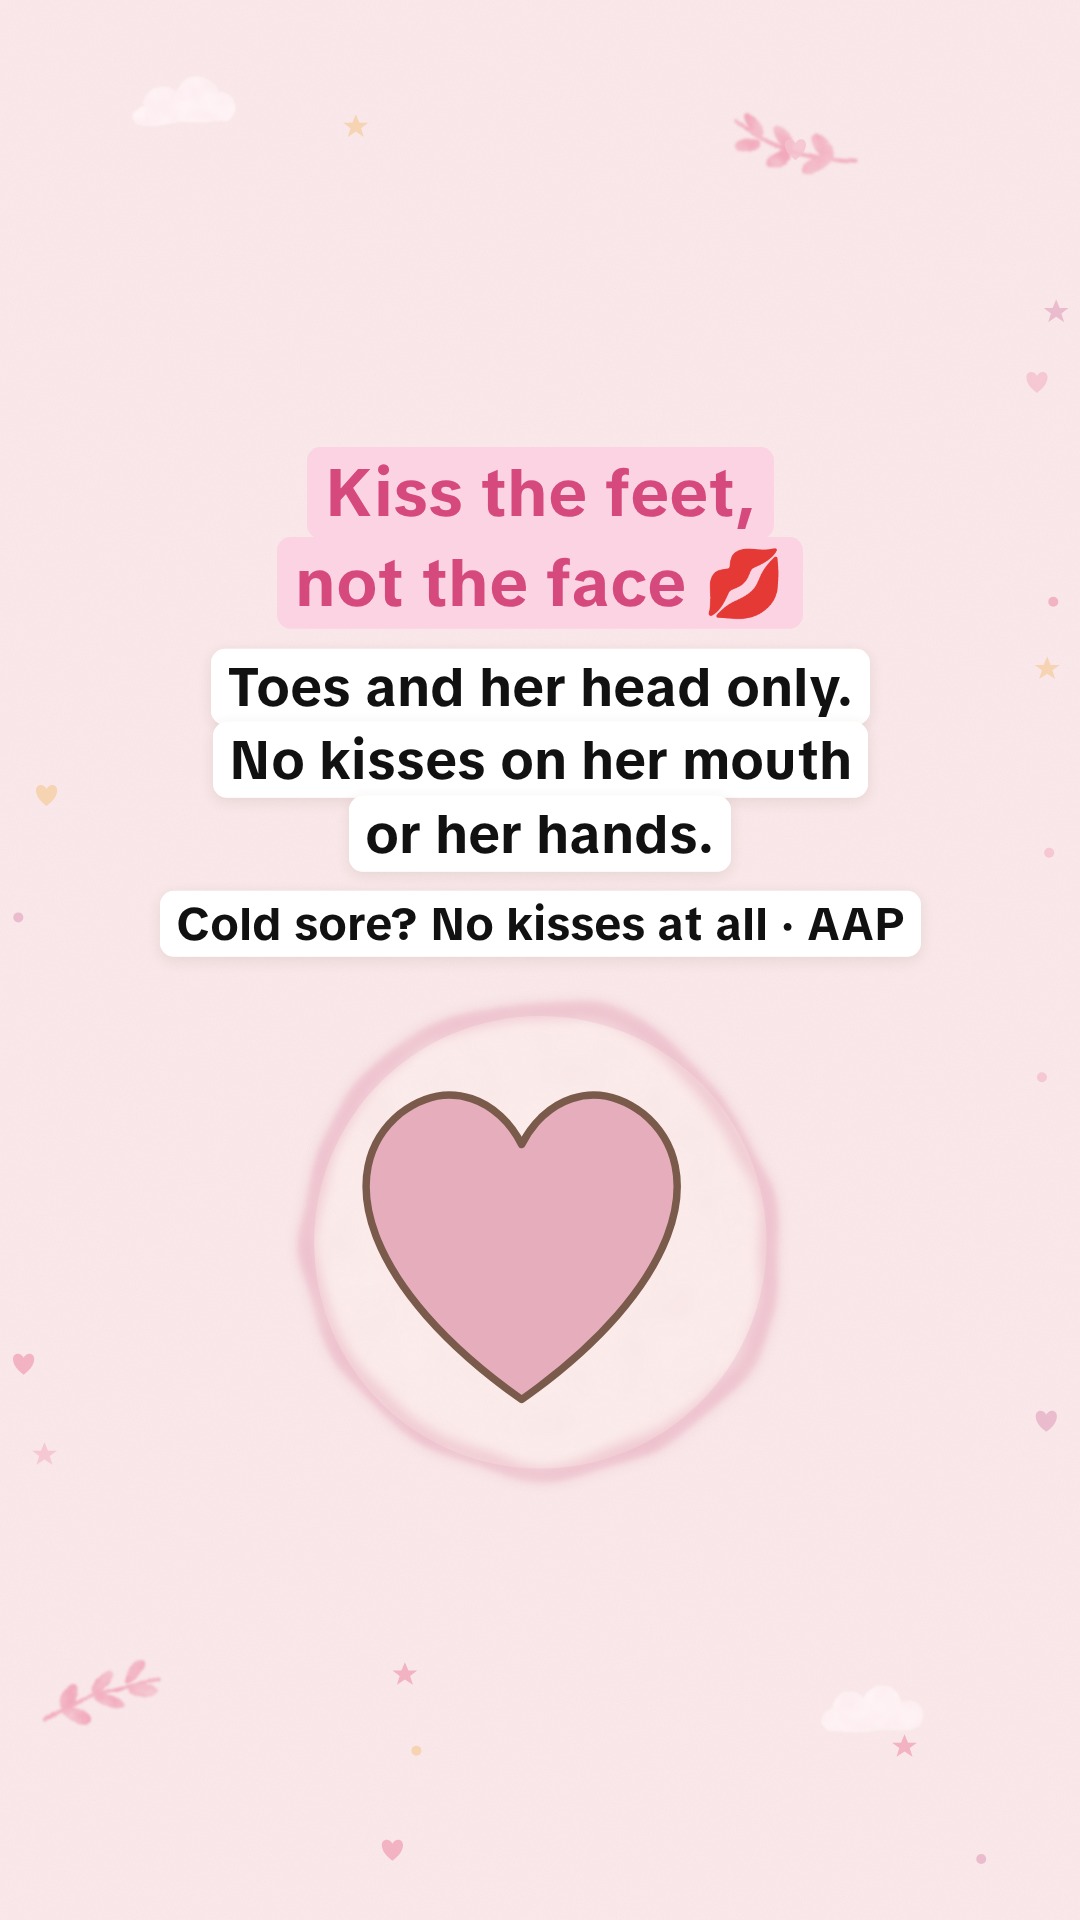 Kiss the feet,
not the face 💋
Toes and her head only.
No kisses on her mouth
or her hands.
Cold sore? No kisses at all · AAP